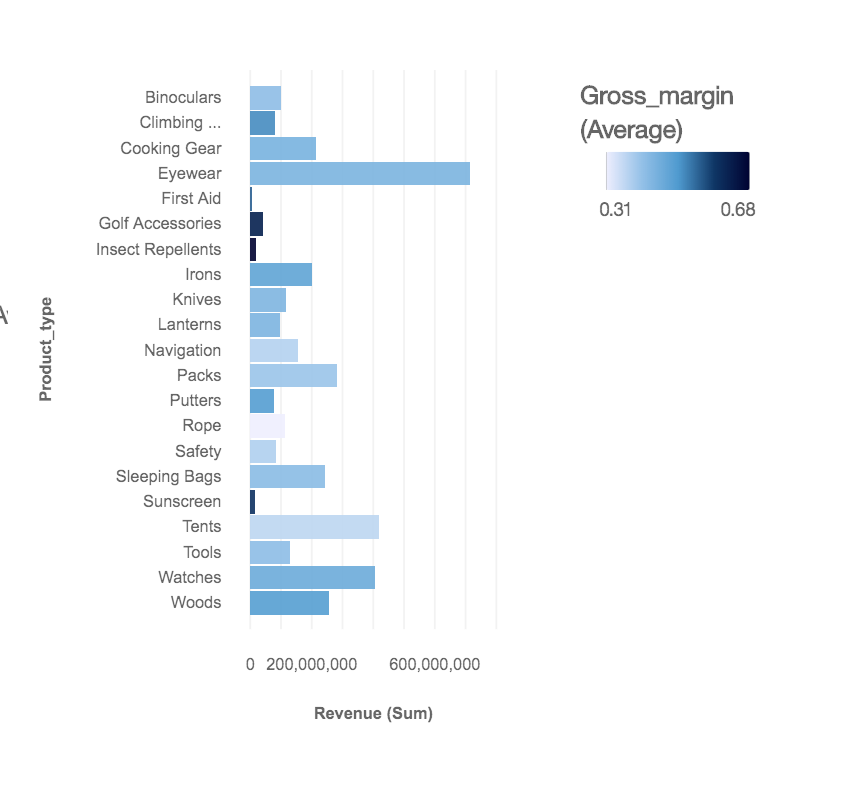 Gross_margin
(Average)
0.31 0.68
Product_type
Binoculars
Climbing ...
Cooking Gear
Eyewear
First Aid
Golf Accessories
Insect Repellents
Irons
Knives
Lanterns
Navigation
Packs
Putters
Rope
Safety
Sleeping Bags
Sunscreen
Tents
Tools
Watches
Woods
0 200,000,000 600,000,000
Revenue (Sum)